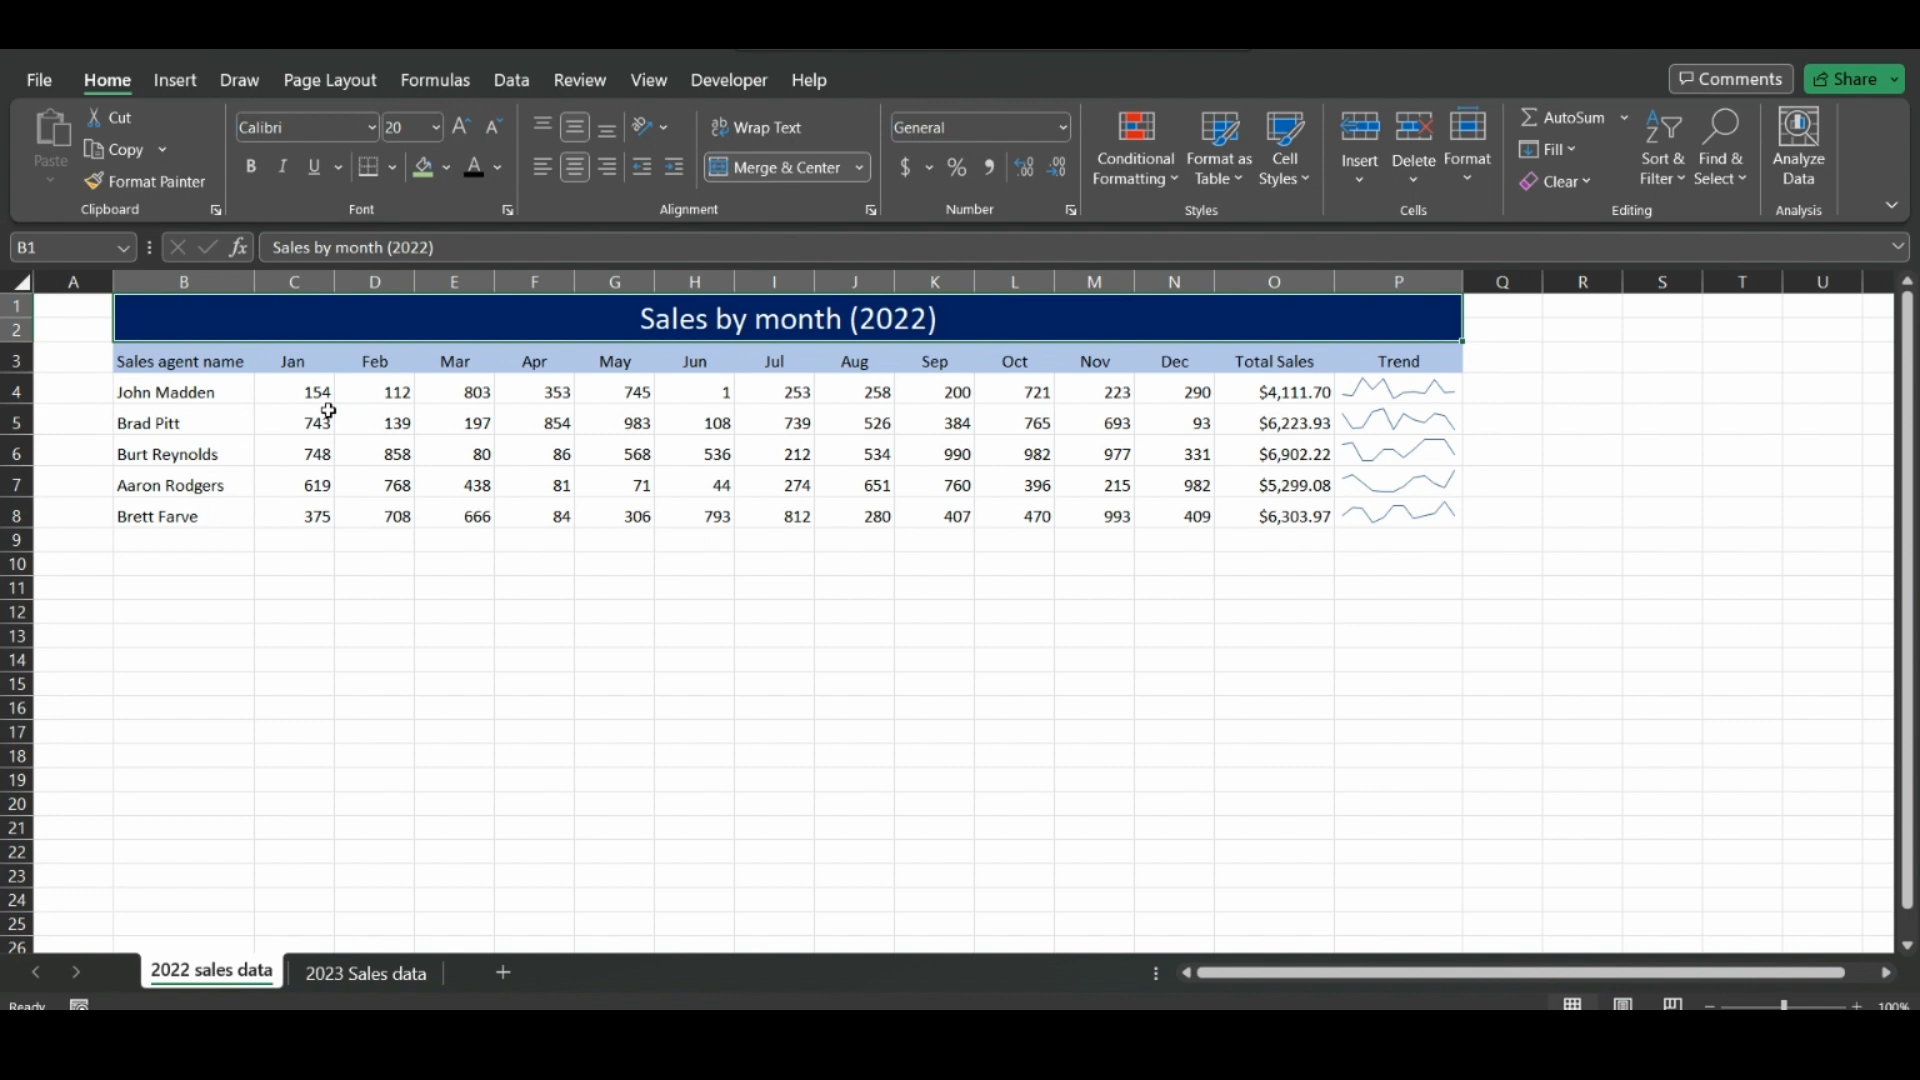 File Home Insert Draw Page Layout Formulas Data Review View Developer Help Comments Share
Paste Cut Copy Format Painter Clipboard
Calibri 20 A A B I U A Font
ab Wrap Text Merge & Center Alignment
General $ % , .00 Number
Conditional Formatting Format as Table Cell Styles Styles
Insert Delete Format Cells
AutoSum Fill Clear Sort & Filter Find & Select Editing
Analyze Data Analysis
B1 fx Sales by month (2022)
A B C D E F G H I J K L M N O P Q R S T U
1 Sales by month (2022)
2
3 Sales agent name Jan Feb Mar Apr May Jun Jul Aug Sep Oct Nov Dec Total Sales Trend
4 John Madden 154 112 803 353 745 1 253 258 200 721 223 290 $4,111.70
5 Brad Pitt 743 139 197 854 983 108 739 526 384 765 693 93 $6,223.93
6 Burt Reynolds 748 858 80 86 568 536 212 534 990 982 977 331 $6,902.22
7 Aaron Rodgers 619 768 438 81 71 44 274 651 760 396 215 982 $5,299.08
8 Brett Farve 375 708 666 84 306 793 812 280 407 470 993 409 $6,303.97
9
10
11
12
13
14
15
16
17
18
19
20
21
22
23
24
25
26
2022 sales data 2023 Sales data +
Ready 100%